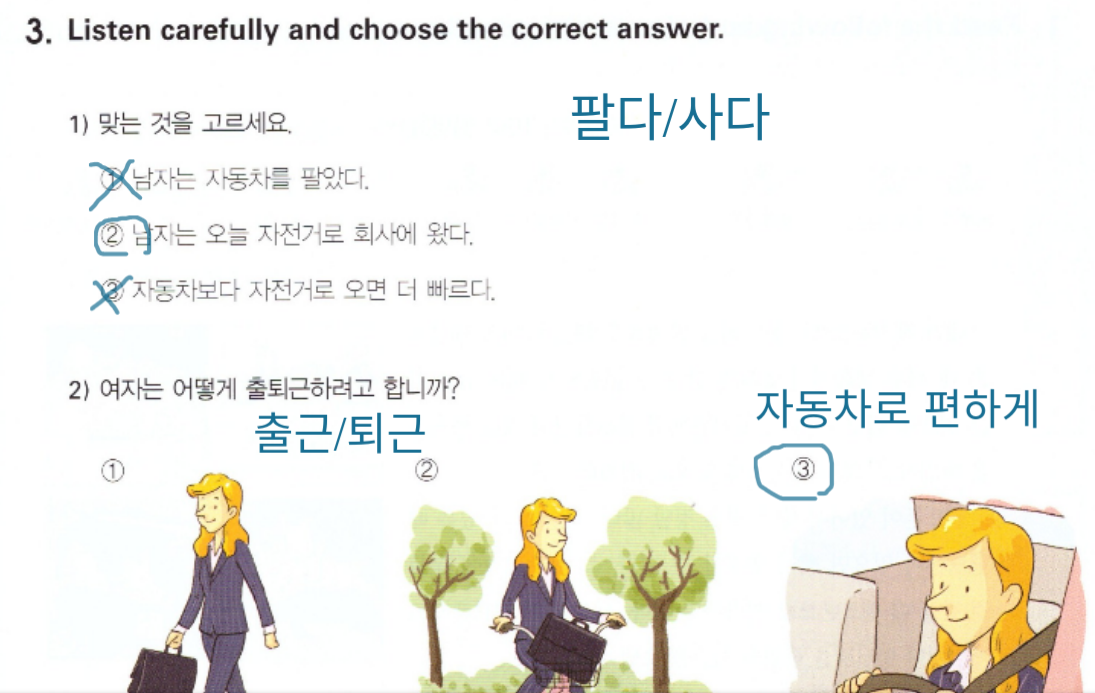 3. Listen carefully and choose the correct answer.
팔다/사다
1) 맞는 것을 고르세요.
① 남자는 자동차를 팔았다.
② 남자는 오늘 자전거로 회사에 왔다.
③ 자동차보다 자전거로 오면 더 빠르다.
2) 여자는 어떻게 출퇴근하려고 합니까?
출근/퇴근
자동차로 편하게
①
②
③